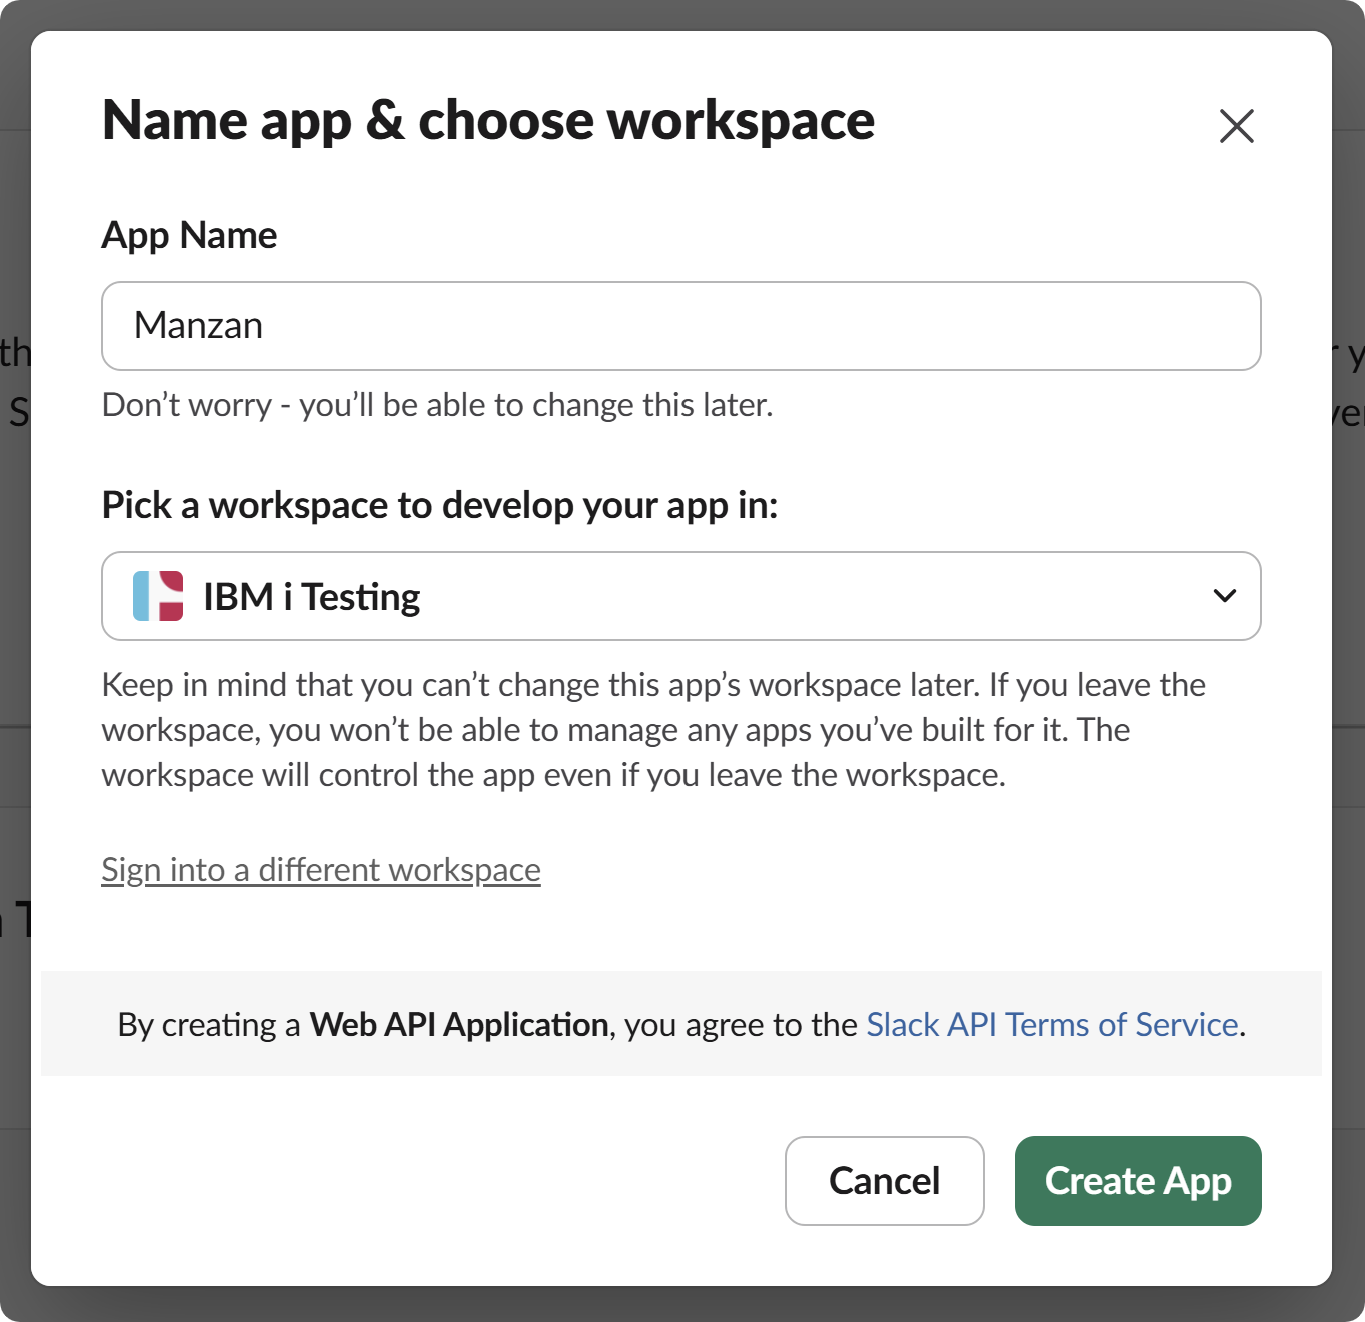 Name app & choose workspace
App Name
Manzan
Don’t worry - you’ll be able to change this later.
Pick a workspace to develop your app in:
IBM i Testing
Keep in mind that you can’t change this app’s workspace later. If you leave the
workspace, you won’t be able to manage any apps you’ve built for it. The
workspace will control the app even if you leave the workspace.
Sign into a different workspace
By creating a Web API Application, you agree to the Slack API Terms of Service.
Cancel
Create App